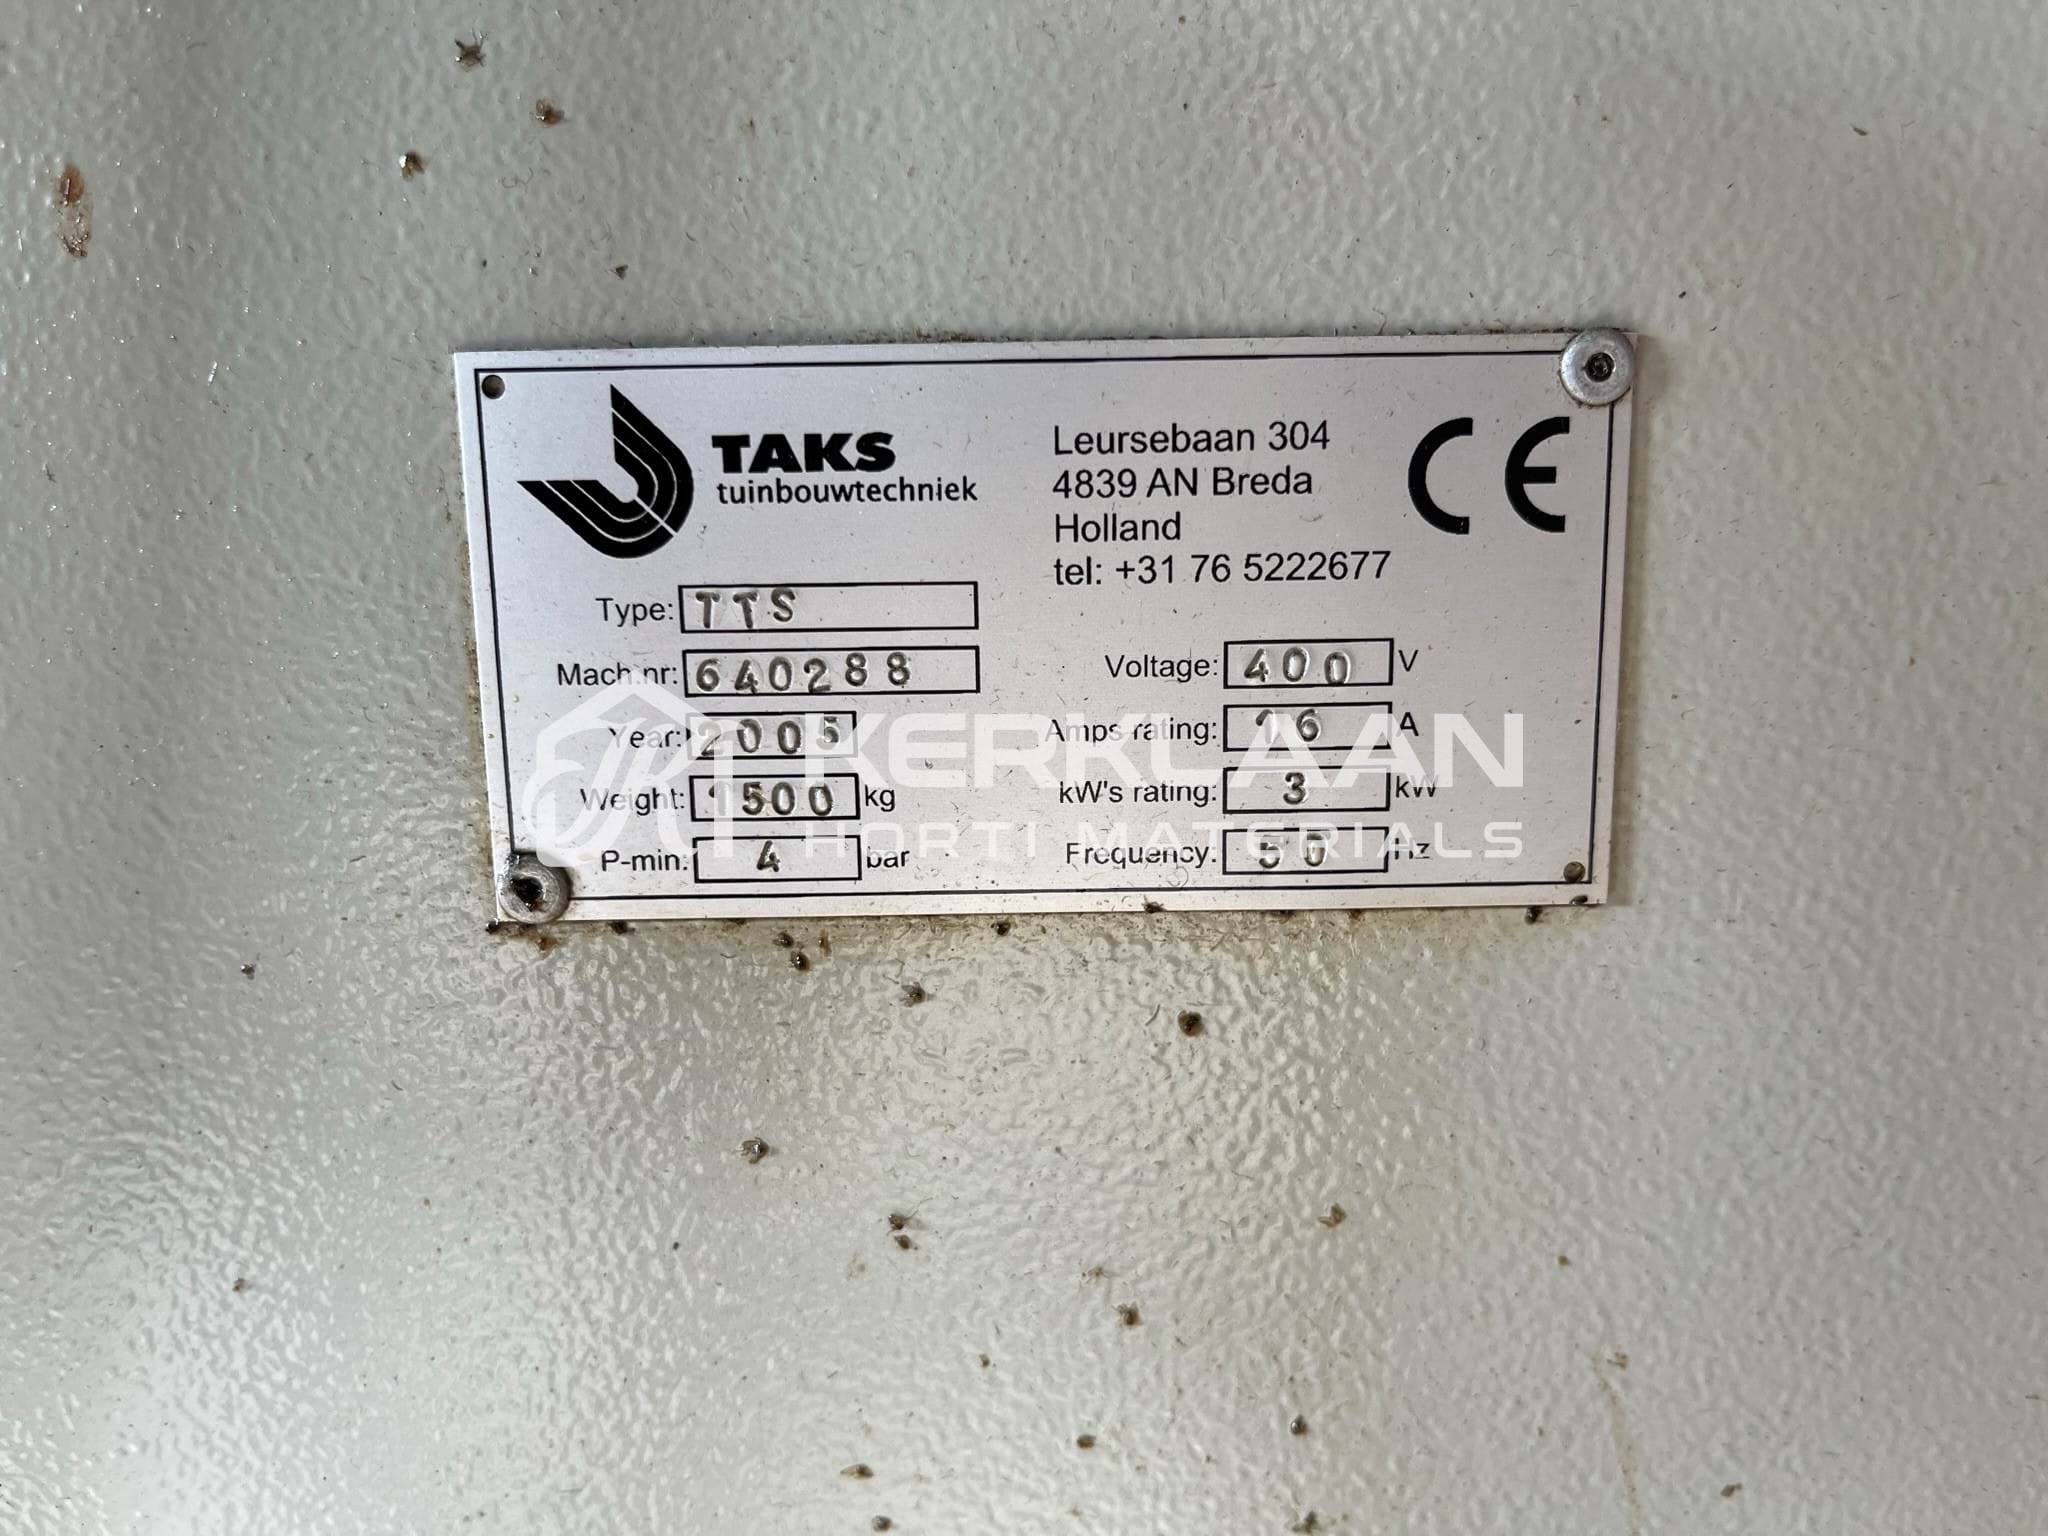 TAKS
tuinbouwtechniek
Leursebaan 304
4839 AN Breda
Holland
tel: +31 76 5222677
CE
Type: TTS
Mach.nr: 640288
Year: 2005
Weight: 1500 kg
P-min: 4 bar
Voltage: 400 V
Amps rating: 16 A
kW's rating: 3 kW
Frequency: 50 Hz
KERKLAAN
HORTI MATERIALS